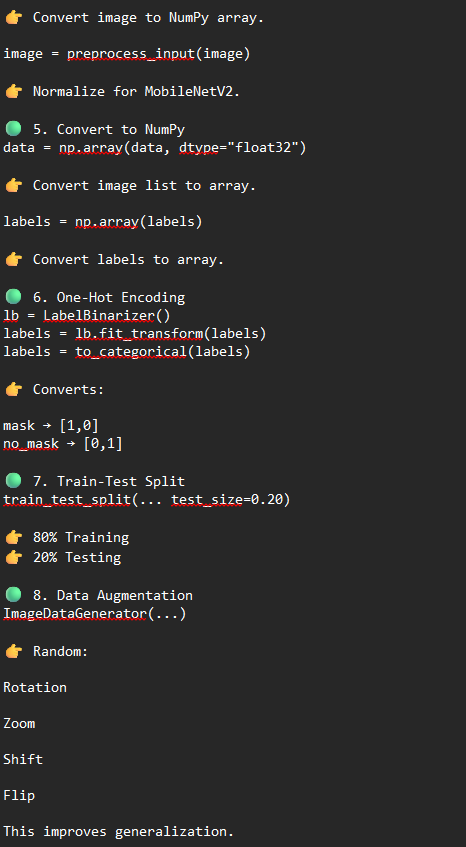 👉 Convert image to NumPy array.
image = preprocess_input(image)
👉 Normalize for MobileNetV2.
🟢 5. Convert to NumPy
data = np.array(data, dtype="float32")
👉 Convert image list to array.
labels = np.array(labels)
👉 Convert labels to array.
🟢 6. One-Hot Encoding
lb = LabelBinarizer()
labels = lb.fit_transform(labels)
labels = to_categorical(labels)
👉 Converts:
mask → [1,0]
no_mask → [0,1]
🟢 7. Train-Test Split
train_test_split(... test_size=0.20)
👉 80% Training
👉 20% Testing
🟢 8. Data Augmentation
ImageDataGenerator(...)
👉 Random:
Rotation
Zoom
Shift
Flip
This improves generalization.